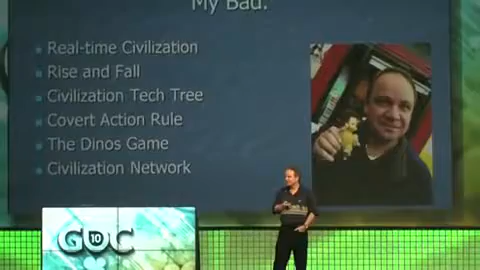 My Bad.
Real-time Civilization
Rise and Fall
Civilization Tech Tree
Covert Action Rule
The Dinos Game
Civilization Network
GDC
10